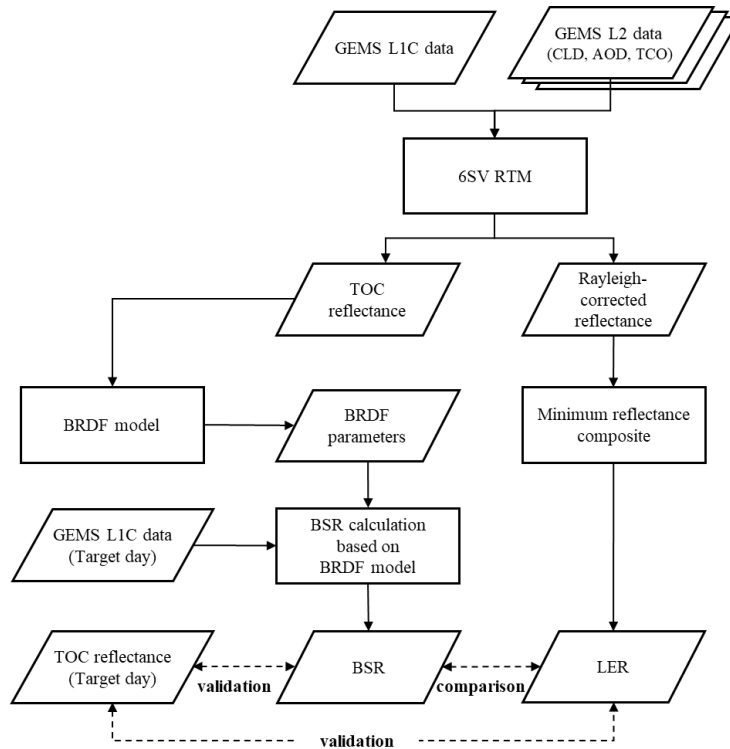 GEMS L1C data
GEMS L2 data
(CLD, AOD, TCO)
6SV RTM
TOC
reflectance
Rayleigh-
corrected
reflectance
BRDF model
BRDF
parameters
Minimum reflectance
composite
GEMS L1C data
(Target day)
BSR calculation
based on
BRDF model
TOC reflectance
(Target day)
validation
BSR
comparison
LER
validation